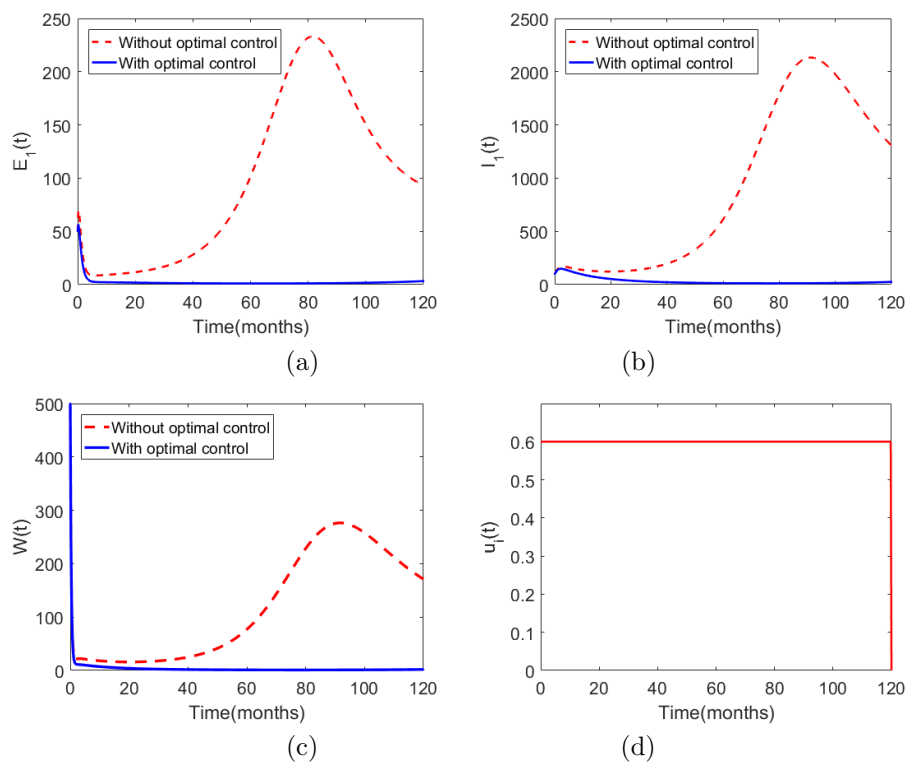 250
200
150
100
50
0
E_1(t)
Without optimal control
With optimal control
0 20 40 60 80 100 120
Time(months)
(a)
2500
2000
1500
1000
500
0
I_1(t)
Without optimal control
With optimal control
0 20 40 60 80 100 120
Time(months)
(b)
500
400
300
200
100
0
W(t)
Without optimal control
With optimal control
0 20 40 60 80 100 120
Time(months)
(c)
0.6
0.5
0.4
0.3
0.2
0.1
0
u_i(t)
0 20 40 60 80 100 120
Time(months)
(d)